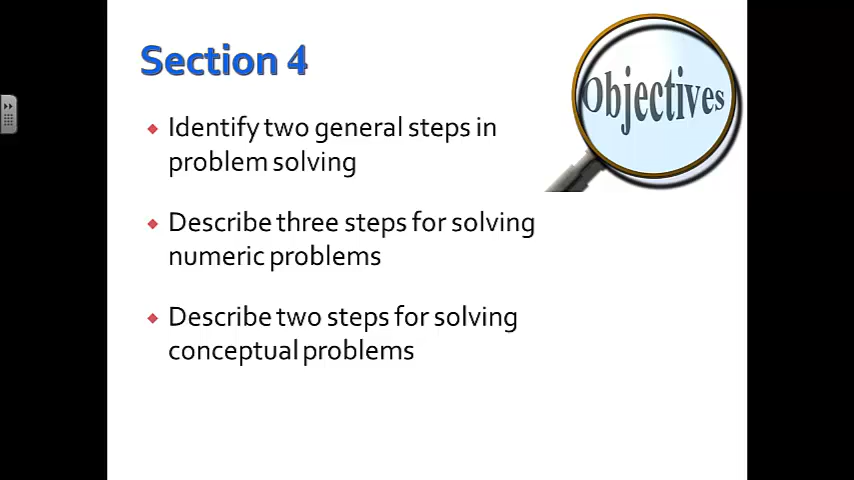 Section 4
Objectives
Identify two general steps in
problem solving
Describe three steps for solving
numeric problems
Describe two steps for solving
conceptual problems